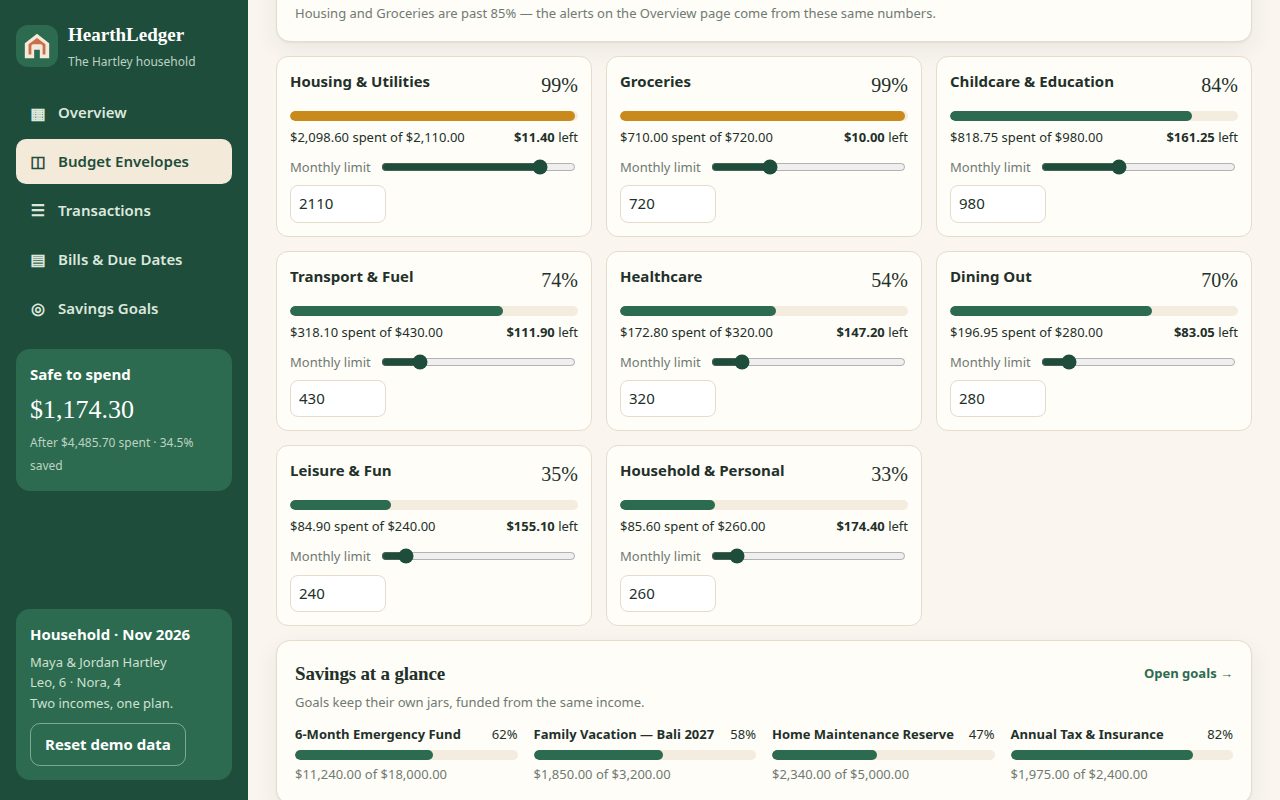 HearthLedger
The Hartley household
Overview
Budget Envelopes
Transactions
Bills & Due Dates
Savings Goals
Safe to spend
$1,174.30
After $4,485.70 spent · 34.5%
saved
Household · Nov 2026
Maya & Jordan Hartley
Leo, 6 · Nora, 4
Two incomes, one plan.
Reset demo data
Housing and Groceries are past 85% — the alerts on the Overview page come from these same numbers.
Housing & Utilities 99%
$2,098.60 spent of $2,110.00 $11.40 left
Monthly limit
2110
Groceries 99%
$710.00 spent of $720.00 $10.00 left
Monthly limit
720
Childcare & Education 84%
$818.75 spent of $980.00 $161.25 left
Monthly limit
980
Transport & Fuel 74%
$318.10 spent of $430.00 $111.90 left
Monthly limit
430
Healthcare 54%
$172.80 spent of $320.00 $147.20 left
Monthly limit
320
Dining Out 70%
$196.95 spent of $280.00 $83.05 left
Monthly limit
280
Leisure & Fun 35%
$84.90 spent of $240.00 $155.10 left
Monthly limit
240
Household & Personal 33%
$85.60 spent of $260.00 $174.40 left
Monthly limit
260
Savings at a glance
Open goals →
Goals keep their own jars, funded from the same income.
6-Month Emergency Fund 62%
$11,240.00 of $18,000.00
Family Vacation — Bali 2027 58%
$1,850.00 of $3,200.00
Home Maintenance Reserve 47%
$2,340.00 of $5,000.00
Annual Tax & Insurance 82%
$1,975.00 of $2,400.00